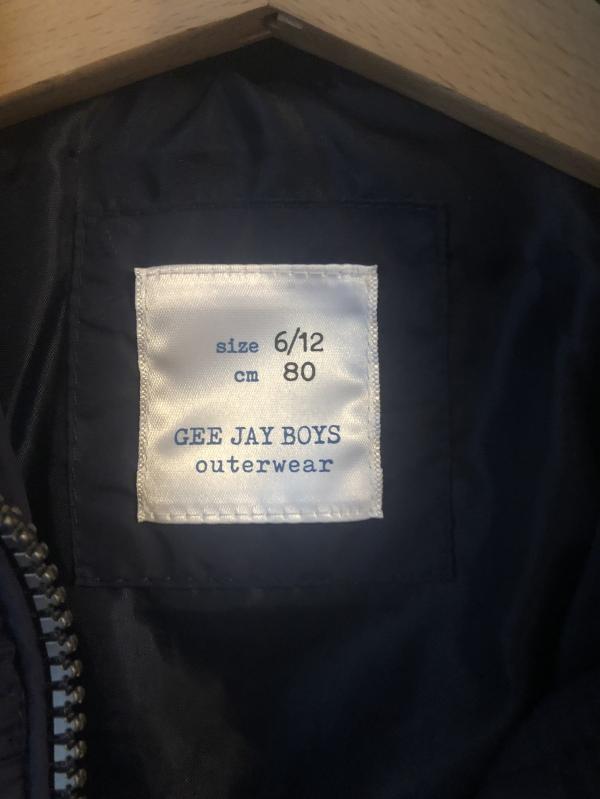 size 6/12
cm 80
GEE JAY BOYS
outerwear